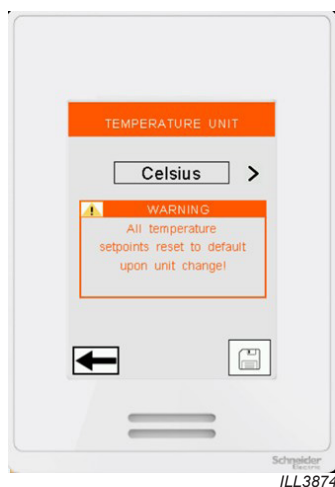 TEMPERATURE UNIT
Celsius >
WARNING
All temperature
setpoints reset to default
upon unit change!
Schneider
Electric
ILL3874